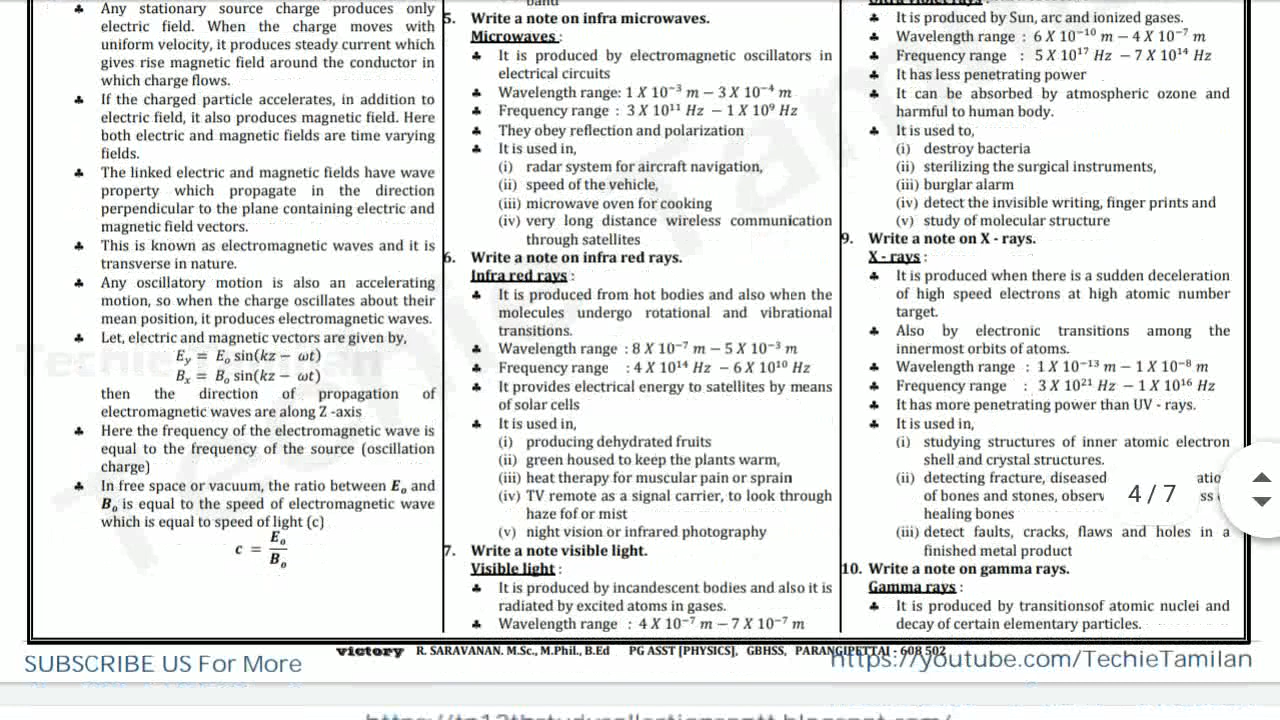 Any stationary source charge produces only
electric field. When the charge moves with
uniform velocity, it produces steady current which
gives rise magnetic field around the conductor in
which charge flows.
♣ If the charged particle accelerates, in addition to
electric field, it also produces magnetic field. Here
both electric and magnetic fields are time varying
fields.
♣ The linked electric and magnetic fields have wave
property which propagate in the direction
perpendicular to the plane containing electric and
magnetic field vectors.
♣ This is known as electromagnetic waves and it is
transverse in nature.
♣ Any oscillatory motion is also an accelerating
motion, so when the charge oscillates about their
mean position, it produces electromagnetic waves.
♣ Let, electric and magnetic vectors are given by,
Eᵧ = Eₒ sin(kz − ωt)
Bₓ = Bₒ sin(kz − ωt)
then the direction of propagation of
electromagnetic waves are along Z -axis
♣ Here the frequency of the electromagnetic wave is
equal to the frequency of the source (oscillation
charge)
♣ In free space or vacuum, the ratio between Eₒ and
Bₒ is equal to the speed of electromagnetic wave
which is equal to speed of light (c)
c = Eₒ / Bₒ
5. Write a note on infra microwaves.
Microwaves :
♣ It is produced by electromagnetic oscillators in
electrical circuits
♣ Wavelength range: 1 X 10⁻³ m − 3 X 10⁻⁴ m
♣ Frequency range : 3 X 10¹¹ Hz − 1 X 10⁹ Hz
♣ They obey reflection and polarization
♣ It is used in,
(i) radar system for aircraft navigation,
(ii) speed of the vehicle,
(iii) microwave oven for cooking
(iv) very long distance wireless communication
through satellites
6. Write a note on infra red rays.
Infra red rays :
♣ It is produced from hot bodies and also when the
molecules undergo rotational and vibrational
transitions.
♣ Wavelength range : 8 X 10⁻⁷ m − 5 X 10⁻³ m
♣ Frequency range : 4 X 10¹⁴ Hz − 6 X 10¹⁰ Hz
♣ It provides electrical energy to satellites by means
of solar cells
♣ It is used in,
(i) producing dehydrated fruits
(ii) green housed to keep the plants warm,
(iii) heat therapy for muscular pain or sprain
(iv) TV remote as a signal carrier, to look through
haze fof or mist
(v) night vision or infrared photography
7. Write a note visible light.
Visible light :
♣ It is produced by incandescent bodies and also it is
radiated by excited atoms in gases.
♣ Wavelength range : 4 X 10⁻⁷ m − 7 X 10⁻⁷ m
♣ It is produced by Sun, arc and ionized gases.
♣ Wavelength range : 6 X 10⁻¹⁰ m − 4 X 10⁻⁷ m
♣ Frequency range : 5 X 10¹⁷ Hz − 7 X 10¹⁴ Hz
♣ It has less penetrating power
♣ It can be absorbed by atmospheric ozone and
harmful to human body.
♣ It is used to,
(i) destroy bacteria
(ii) sterilizing the surgical instruments,
(iii) burglar alarm
(iv) detect the invisible writing, finger prints and
(v) study of molecular structure
9. Write a note on X - rays.
X - rays :
♣ It is produced when there is a sudden deceleration
of high speed electrons at high atomic number
target.
♣ Also by electronic transitions among the
innermost orbits of atoms.
♣ Wavelength range : 1 X 10⁻¹³ m − 1 X 10⁻⁸ m
♣ Frequency range : 3 X 10²¹ Hz − 1 X 10¹⁶ Hz
♣ It has more penetrating power than UV - rays.
♣ It is used in,
(i) studying structures of inner atomic electron
shell and crystal structures.
(ii) detecting fracture, diseased
of bones and stones,
healing bones
(iii) detect faults, cracks, flaws and holes in a
finished metal product
10. Write a note on gamma rays.
Gamma rays :
♣ It is produced by transitionsof atomic nuclei and
decay of certain elementary particles.
4 / 7
victory R. SARAVANAN. M.Sc., M.Phil., B.Ed PG ASST [PHYSICS], GBHSS, PARANGIPETTAI - 608 502
SUBSCRIBE US For More
https://youtube.com/TechieTamilan
Techie Tamilan